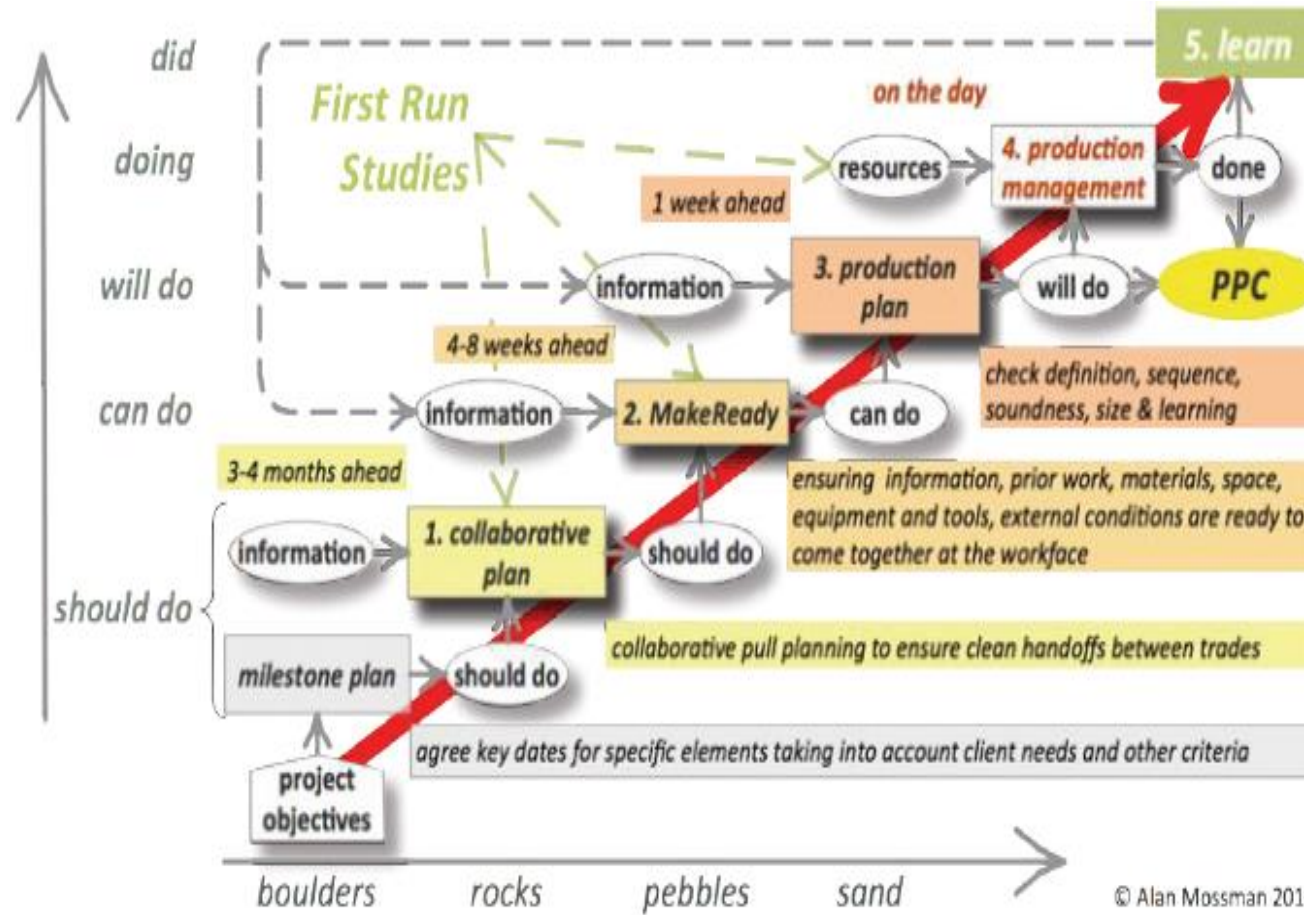 did
5. learn
First Run
Studies
on the day
doing
resources
4. production
management
done
1 week ahead
will do
information
3. production
plan
will do
PPC
4-8 weeks ahead
check definition, sequence,
soundness, size & learning
can do
information
2. MakeReady
can do
3-4 months ahead
ensuring information, prior work, materials, space,
equipment and tools, external conditions are ready to
come together at the workface
information
1. collaborative
plan
should do
should do
collaborative pull planning to ensure clean handoffs between trades
milestone plan
should do
agree key dates for specific elements taking into account client needs and other criteria
project
objectives
boulders
rocks
pebbles
sand
© Alan Mossman 201